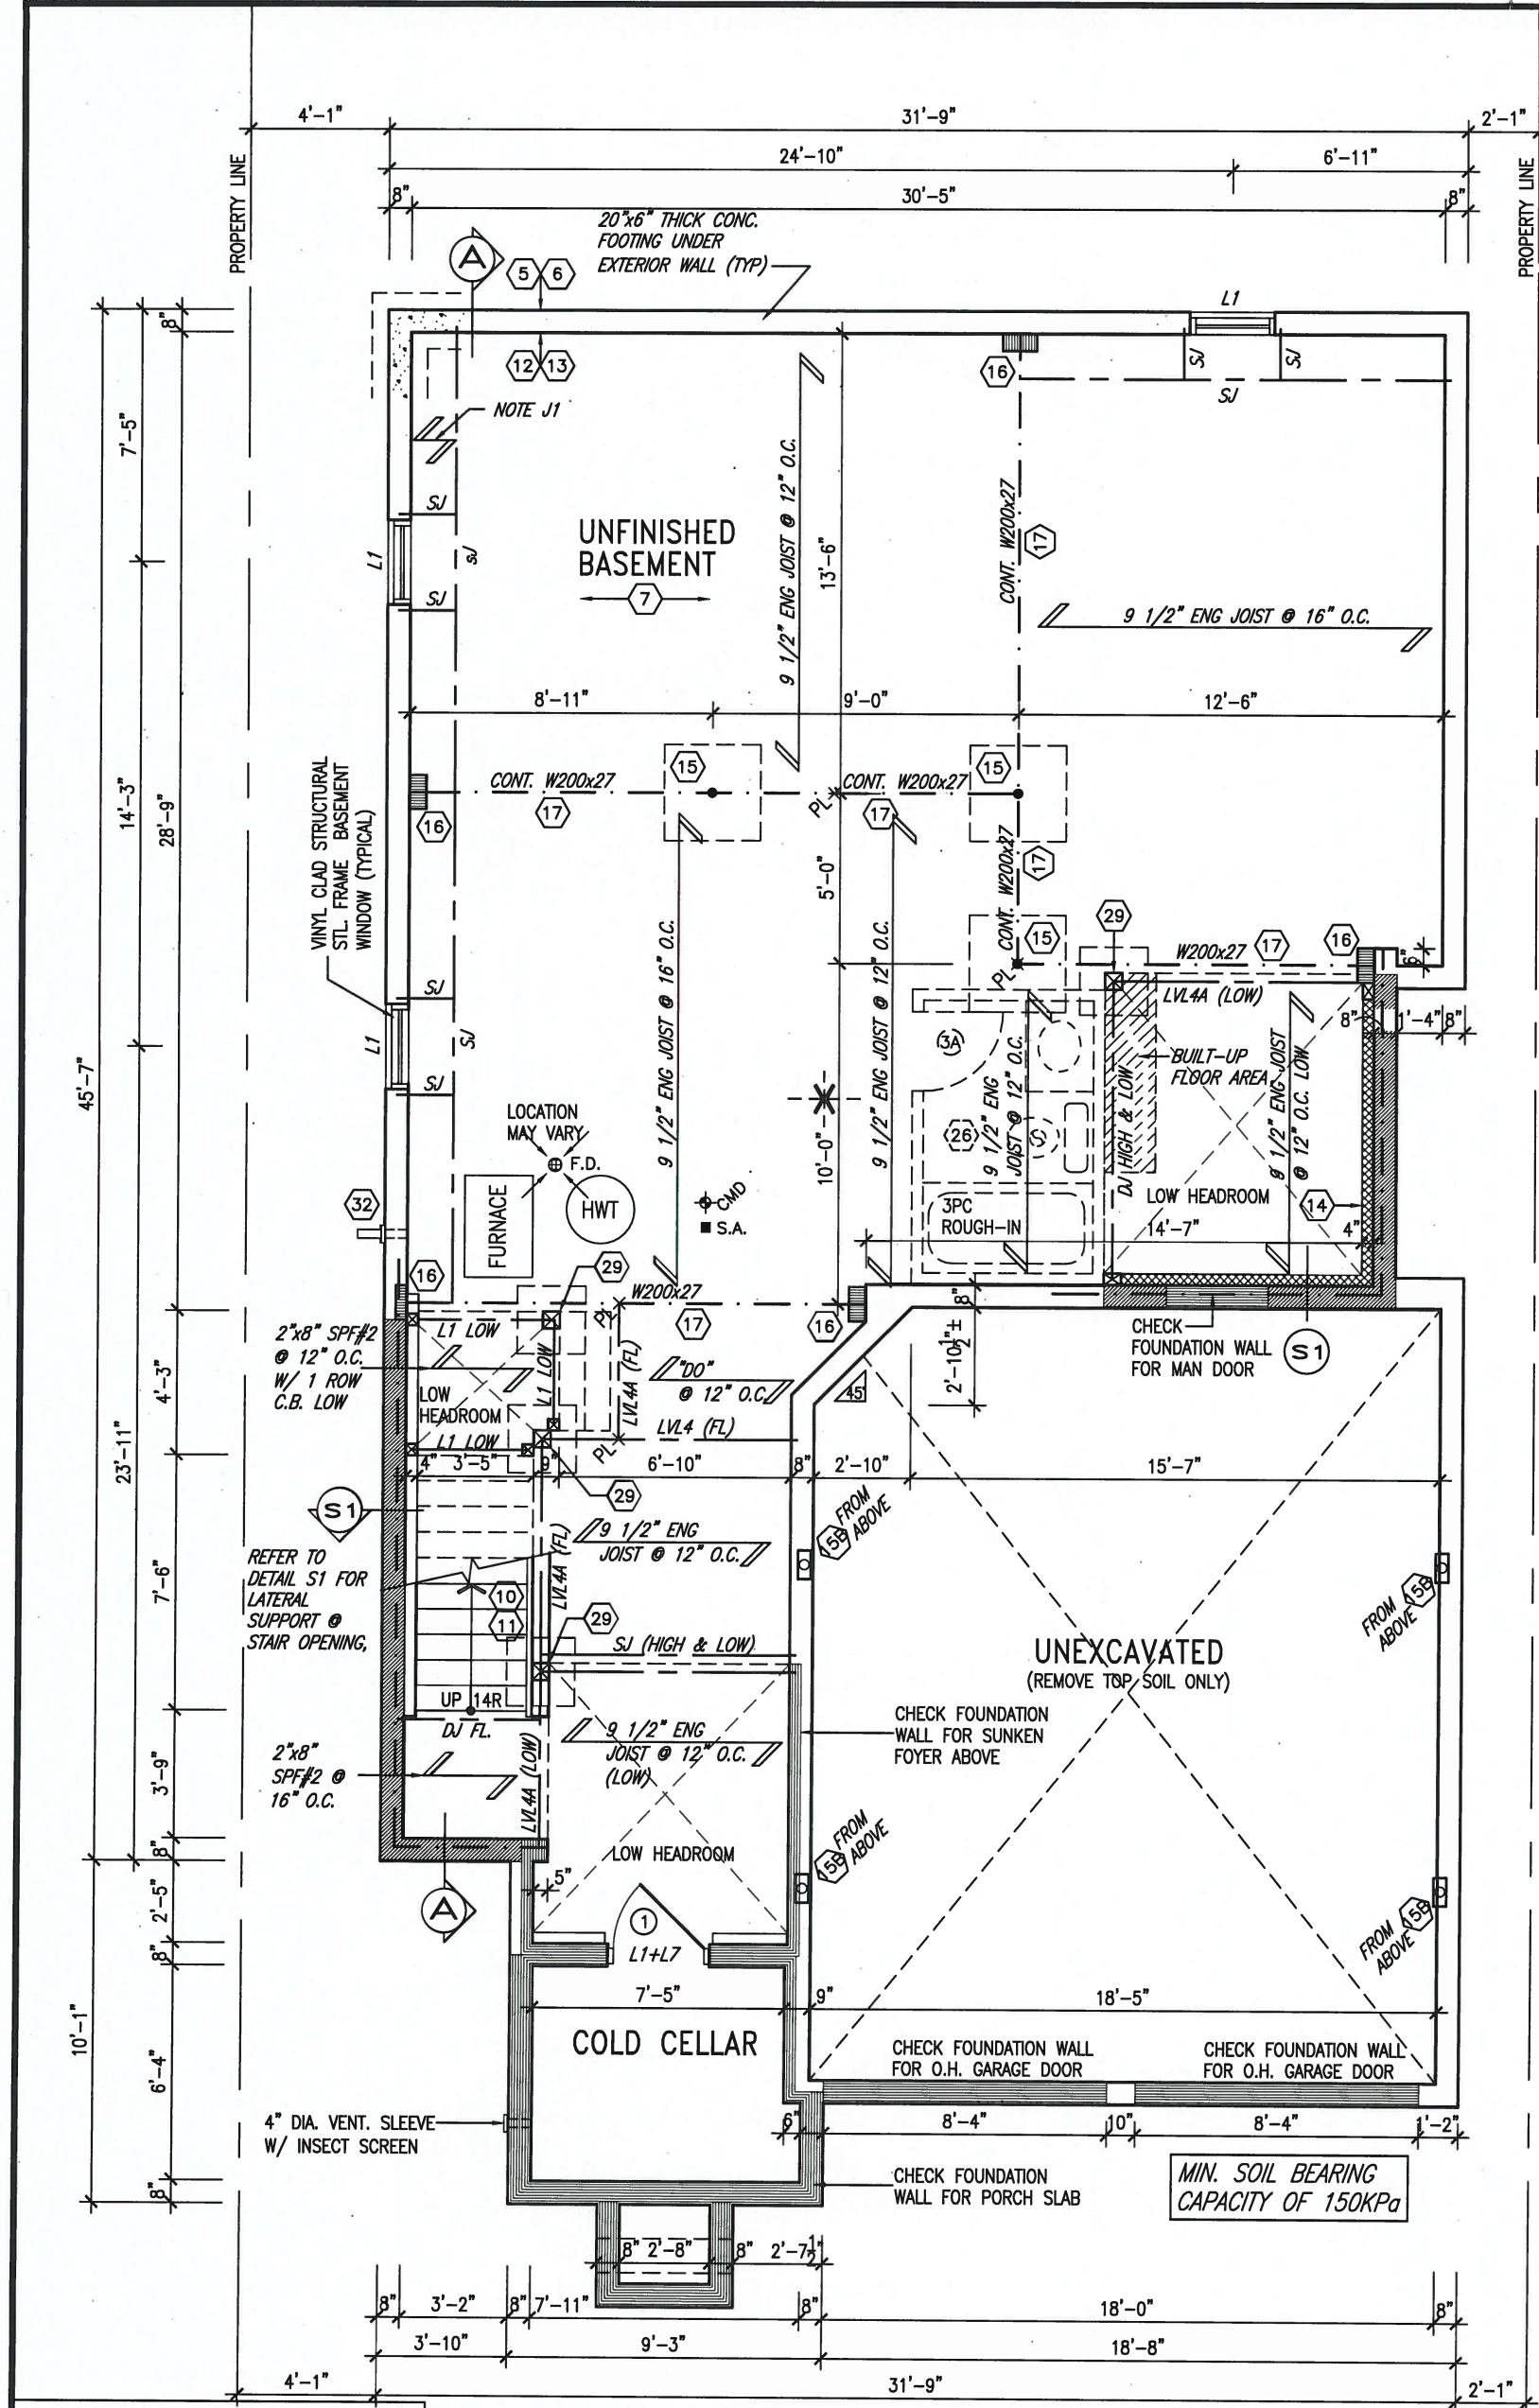 4'-1"
31'-9"
2'-1"
24'-10"
6'-11"
8"
30'-5"
8"
PROPERTY LINE
PROPERTY LINE
20"x6" THICK CONC.
FOOTING UNDER
EXTERIOR WALL (TYP)
A
5
6
L1
8"
12
13
16
SJ
SJ
SJ
NOTE J1
7'-5"
SJ
9 1/2" ENG JOIST @ 12" O.C.
13'-6"
CONT. W200x27
17
UNFINISHED
BASEMENT
7
L1
SJ
SJ
9 1/2" ENG JOIST @ 16" O.C.
8'-11"
9'-0"
12'-6"
14'-3"
28'-9"
VINYL CLAD STRUCTURAL
STL. FRAME BASEMENT
WINDOW (TYPICAL)
CONT. W200x27
17
16
15
PL
CONT. W200x27
17
15
CONT. W200x27
17
5'-0"
29
15
W200x27
17
16
6"
PL
LVL4A (LOW)
SJ
SJ
L1
SJ
9 1/2" ENG JOIST @ 16" O.C.
9 1/2" ENG JOIST @ 12" O.C.
3A
9 1/2" ENG
JOIST @ 12" O.C.
8"
1'-4"
8"
BUILT-UP
FLOOR AREA
9 1/2" ENG JOIST
@ 12" O.C. LOW
45'-7"
LOCATION
MAY VARY
F.D.
10'-0"
26
DJ HIGH & LOW
LOW HEADROOM
14
32
FURNACE
HWT
CMD
S.A.
3PC
ROUGH-IN
14'-7"
4"
16
29
W200x27
PL
17
16
8"
2'-10 1/2" ±
CHECK
FOUNDATION WALL
FOR MAN DOOR
S1
2"x8" SPF#2
@ 12" O.C.
W/ 1 ROW
C.B. LOW
L1 LOW
L1 LOW
LOW
HEADROOM
L1 LOW
LVL4A (FL)
"DO"
@ 12" O.C.
LVL4 (FL)
PL
45
4'-3"
23'-11"
4"
3'-5"
9"
6'-10"
8"
2'-10"
15'-7"
29
S1
REFER TO
DETAIL S1 FOR
LATERAL
SUPPORT @
STAIR OPENING,
LVL4A (FL)
9 1/2" ENG
JOIST @ 12" O.C.
15B
FROM
ABOVE
15B
FROM
ABOVE
7'-6"
10
11
29
SJ (HIGH & LOW)
UNEXCAVATED
(REMOVE TOP SOIL ONLY)
UP 14R
DJ FL.
9 1/2" ENG
JOIST @ 12" O.C.
(LOW)
CHECK FOUNDATION
WALL FOR SUNKEN
FOYER ABOVE
2"x8"
SPF#2 @
16" O.C.
3'-9"
LVL4A (LOW)
LOW HEADROOM
15B
FROM
ABOVE
15B
FROM
ABOVE
8"
5"
2'-5"
A
1
L1+L7
8"
7'-5"
9"
18'-5"
COLD CELLAR
10'-1"
6'-4"
CHECK FOUNDATION WALL
FOR O.H. GARAGE DOOR
CHECK FOUNDATION WALL
FOR O.H. GARAGE DOOR
4" DIA. VENT. SLEEVE
W/ INSECT SCREEN
6"
8'-4"
10"
8'-4"
1'-2"
CHECK FOUNDATION
WALL FOR PORCH SLAB
MIN. SOIL BEARING
CAPACITY OF 150KPa
8"
8"
2'-8"
8"
2'-7 1/2"
8"
3'-2"
8"
7'-11"
8"
18'-0"
8"
3'-10"
9'-3"
18'-8"
4'-1"
31'-9"
2'-1"